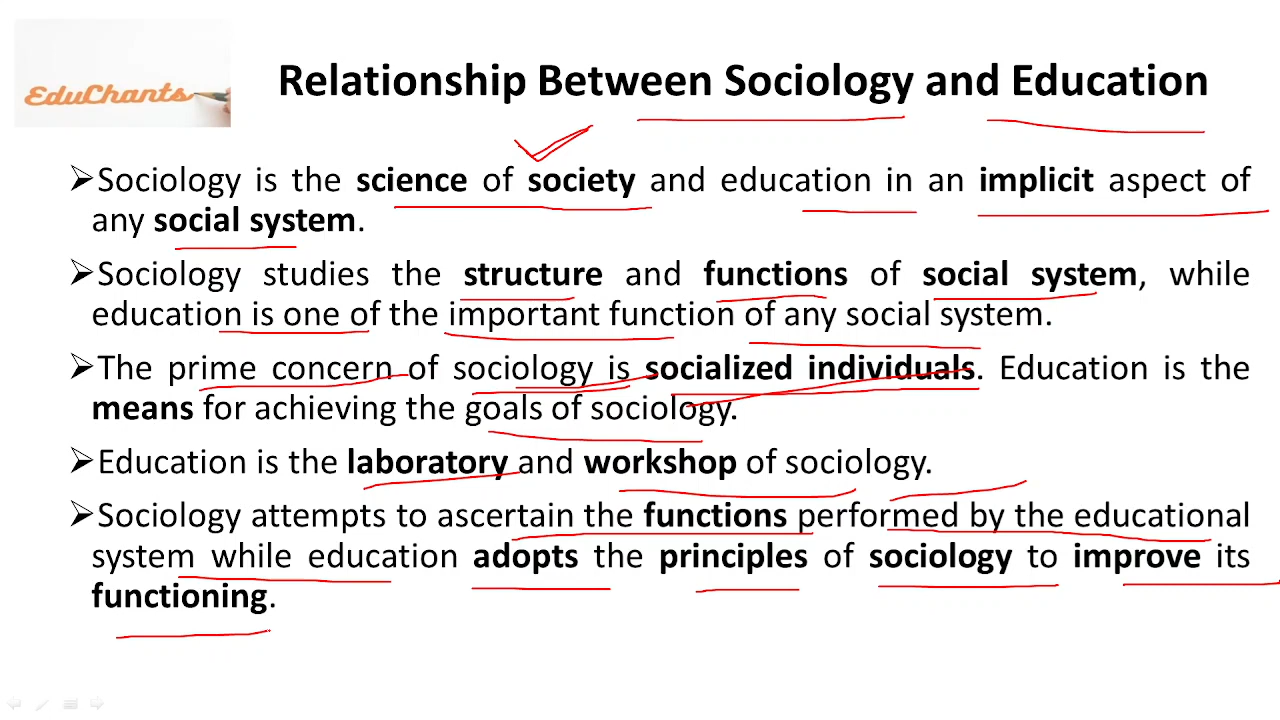 EduChants
Relationship Between Sociology and Education
➢Sociology is the science of society and education in an implicit aspect of
any social system.
➢Sociology studies the structure and functions of social system, while
education is one of the important function of any social system.
➢The prime concern of sociology is socialized individuals. Education is the
means for achieving the goals of sociology.
➢Education is the laboratory and workshop of sociology.
➢Sociology attempts to ascertain the functions performed by the educational
system while education adopts the principles of sociology to improve its
functioning.